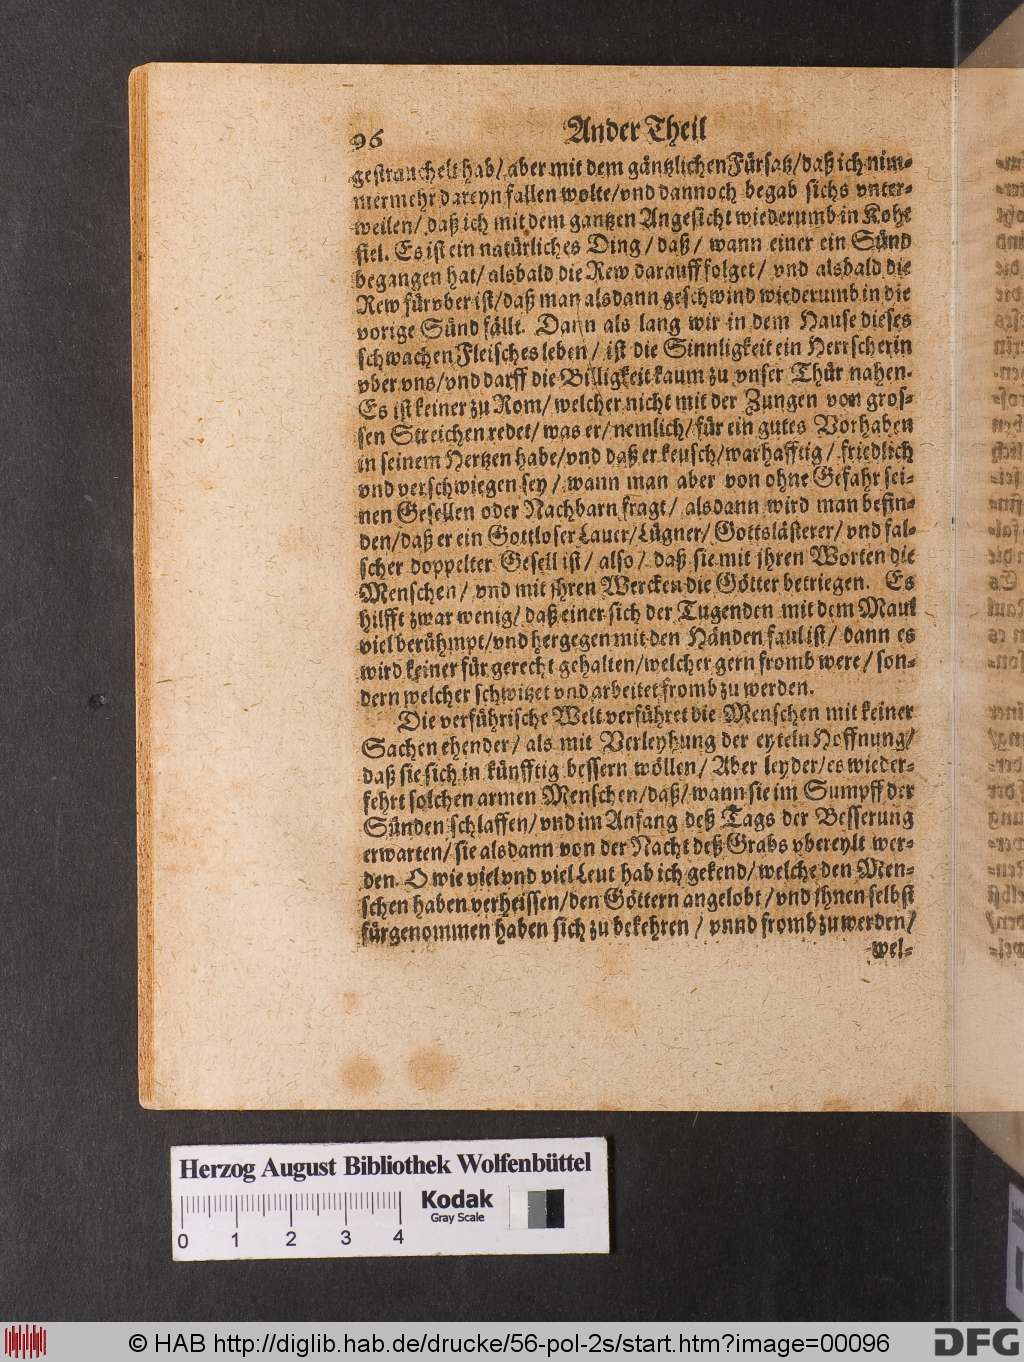 96 Ander Theil
gestrauchelt hab/ aber mit dem gäntzlichen Fürsatz/ daß ich nim-
mermehr dareyn fallen wolte/ vnd dannoch begab sichs vnter-
weilen/ daß ich mit dem gantzen Angesicht wiederumb in Kohe
fiel. Es ist ein natürliches Ding/ daß/ wann einer ein Sünd
begangen hat/ alsbald die Rew darauff folget/ vnd alsbald die
Rew fürvber ist/ daß man alsdann geschwind wiederumb in die
vorige Sünd fällt. Dann als lang wir in dem Hause dieses
schwachen Fleisches leben/ ist die Sinnligkeit ein Herrscherin
vber vns/ vnd darff die Billigkeit kaum zu vnser Thür nahen.
Es ist keiner zu Rom/ welcher nicht mit der Zungen von gros-
sen Streichen redet/ was er/ nemlich/ für ein gutes Vorhaben
in seinem Hertzen habe/ vnd daß er keusch/ warhafftig/ friedlich
vnd verschwiegen sey/ wann man aber von ohne Gefahr sei-
nen Gesellen oder Nachbarn fragt/ alsdann wird man befin-
den/ daß er ein Gottloser Lauer/ Lügner/ Gottslästerer/ vnd fal-
scher doppelter Gesell ist/ also/ daß sie mit jhren Worten die
Menschen/ vnd mit jhren Wercken die Götter betriegen. Es
hilfft zwar wenig/ daß einer sich der Tugenden mit dem Maul
viel berühmpt/ vnd hergegen mit den Händen faul ist/ dann es
wird keiner für gerecht gehalten/ welcher gern fromb were/ son-
dern welcher schwitzet vnd arbeitet fromb zu werden.
Die verführische Welt verführet die Menschen mit keiner
Sachen ehender/ als mit Verleyhung der eyteln Hoffnung/
daß sie sich in künfftig bessern wöllen/ Aber leyder/ es wieder-
fehrt solchen armen Menschen/ daß/ wann sie im Sumpff der
Sünden schlaffen/ vnd im Anfang deß Tags der Besserung
erwarten/ sie alsdann von der Nacht deß Grabs vbereylt wer-
den. O wie viel vnd viel Leut hab ich gekend/ welche den Men-
schen haben verheissen/ den Göttern angelobt/ vnd jhnen selbst
fürgenommen haben sich zu bekehren/ vnnd fromb zu werden/
wel-
Herzog August Bibliothek Wolfenbüttel
Kodak
Gray Scale
0 1 2 3 4
© HAB http://diglib.hab.de/drucke/56-pol-2s/start.htm?image=00096
DFG